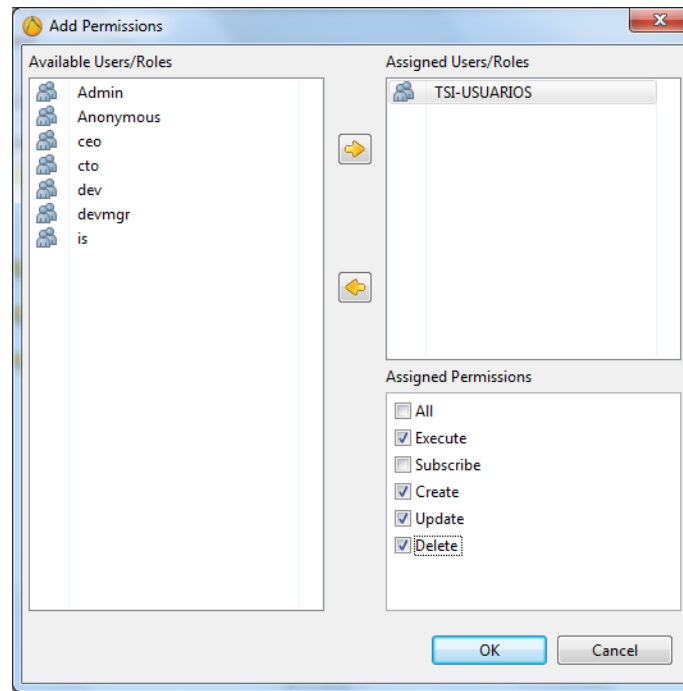 Add Permissions
Available Users/Roles
Admin
Anonymous
ceo
cto
dev
devmgr
is
Assigned Users/Roles
TSI-USUARIOS
Assigned Permissions
All
Execute
Subscribe
Create
Update
Delete
OK
Cancel